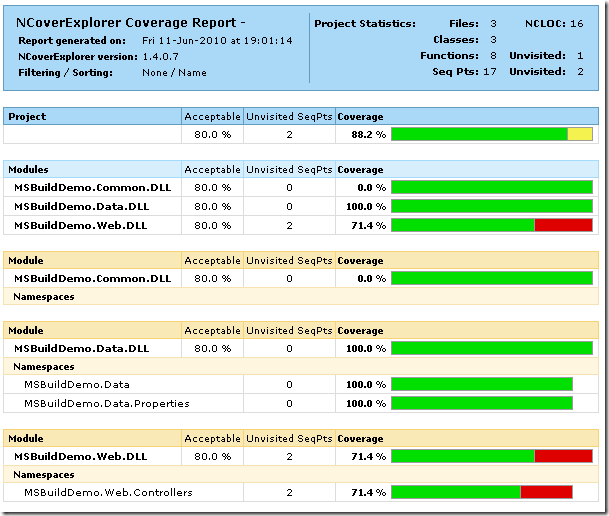 NCoverExplorer Coverage Report -
Report generated on: Fri 11-Jun-2010 at 19:01:14
NCoverExplorer version: 1.4.0.7
Filtering / Sorting: None / Name
Project Statistics: Files: 3 NCLOC: 16
Classes: 3
Functions: 8 Unvisited: 1
Seq Pts: 17 Unvisited: 2
Project Acceptable Unvisited SeqPts Coverage
80.0 % 2 88.2 %
Modules Acceptable Unvisited SeqPts Coverage
MSBuildDemo.Common.DLL 80.0 % 0 0.0 %
MSBuildDemo.Data.DLL 80.0 % 0 100.0 %
MSBuildDemo.Web.DLL 80.0 % 2 71.4 %
Module Acceptable Unvisited SeqPts Coverage
MSBuildDemo.Common.DLL 80.0 % 0 0.0 %
Namespaces
Module Acceptable Unvisited SeqPts Coverage
MSBuildDemo.Data.DLL 80.0 % 0 100.0 %
Namespaces
MSBuildDemo.Data 0 100.0 %
MSBuildDemo.Data.Properties 0 100.0 %
Module Acceptable Unvisited SeqPts Coverage
MSBuildDemo.Web.DLL 80.0 % 2 71.4 %
Namespaces
MSBuildDemo.Web.Controllers 2 71.4 %